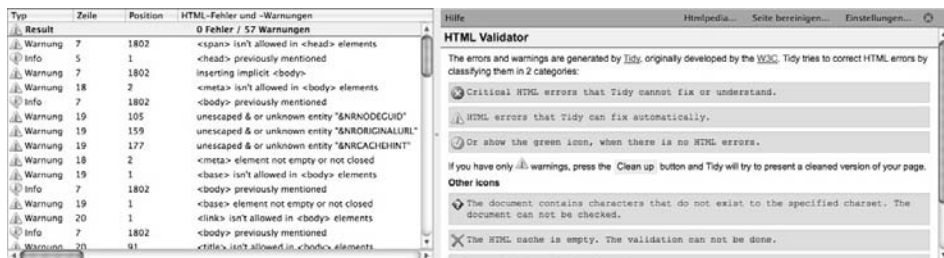 Typ Zeile Position HTML-Fehler und -Warnungen
Result 0 Fehler / 57 Warnungen
Warnung 7 1802 <span> isn't allowed in <head> elements
Info 5 1 <head> previously mentioned
Warnung 7 1802 inserting implicit <body>
Warnung 18 2 <meta> isn't allowed in <body> elements
Info 7 1802 <body> previously mentioned
Warnung 19 105 unescaped & or unknown entity "&NRNODEGUID"
Warnung 19 159 unescaped & or unknown entity "&NRORIGINALURL"
Warnung 19 177 unescaped & or unknown entity "&NRCACHEHINT"
Warnung 18 2 <meta> element not empty or not closed
Warnung 19 1 <base> isn't allowed in <body> elements
Info 7 1802 <body> previously mentioned
Warnung 19 1 <base> element not empty or not closed
Warnung 20 1 <link> isn't allowed in <body> elements
Info 7 1802 <body> previously mentioned
Warnung 20 91 <title> isn't allowed in <body> elements
Hilfe Htmlpedia... Seite bereinigen... Einstellungen...
HTML Validator
The errors and warnings are generated by Tidy, originally developed by the W3C. Tidy tries to correct HTML errors by
classifying them in 2 categories:
Critical HTML errors that Tidy cannot fix or understand.
HTML errors that Tidy can fix automatically.
Or show the green icon, when there is no HTML errors.
If you have only warnings, press the Clean up button and Tidy will try to present a cleaned version of your page.
Other icons
The document contains characters that do not exist to the specified charset. The
document can not be checked.
The HTML cache is empty. The validation can not be done.